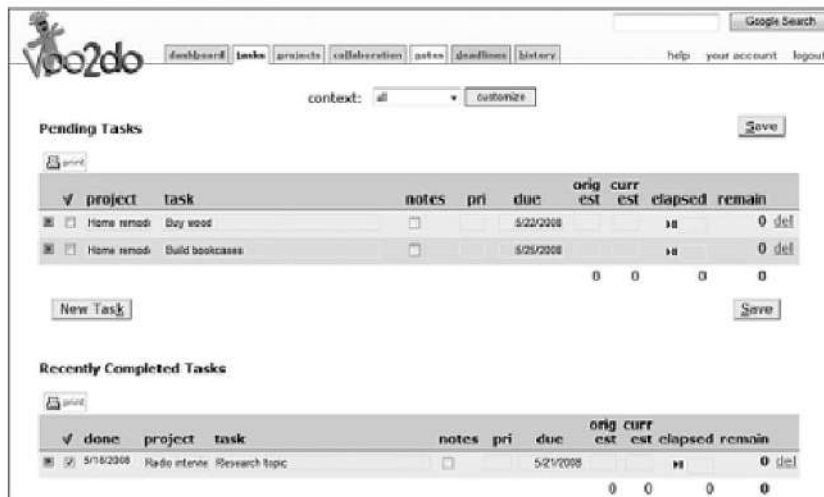 Google Search
Voo2do
dashboard tasks projects collaboration notes deadlines history
help your account logout
context: all customize
Pending Tasks
Save
print
orig curr
√ project task notes pri due est est elapsed remain
Home remod Buy wood 5/22/2008 0 del
Home remod Build bookcases 5/25/2008 0 del
0 0 0 0
New Task Save
Recently Completed Tasks
print
orig curr
√ done project task notes pri due est est elapsed remain
5/18/2008 Radio intervie Research topic 5/21/2008 0 del
0 0 0 0